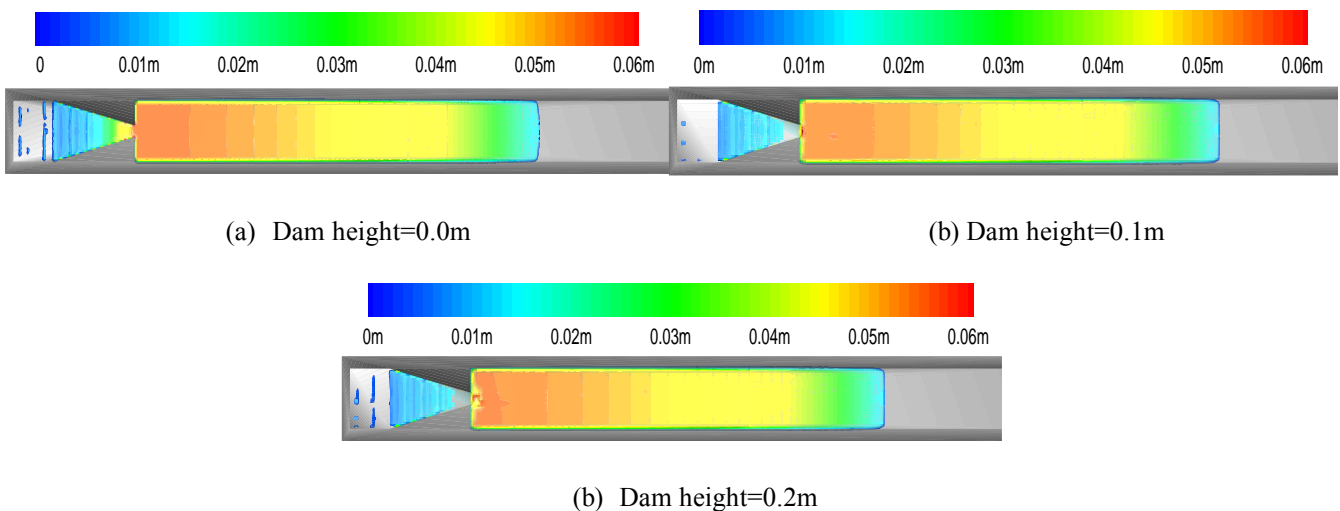 0 0.01m 0.02m 0.03m 0.04m 0.05m 0.06m
0m 0.01m 0.02m 0.03m 0.04m 0.05m 0.06m
(a) Dam height=0.0m
(b) Dam height=0.1m
0m 0.01m 0.02m 0.03m 0.04m 0.05m 0.06m
(b) Dam height=0.2m